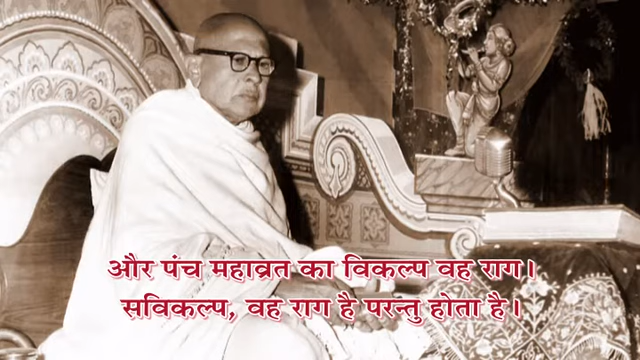 और पंच महाव्रत का विकल्प वह राग।
सविकल्प, वह राग है परन्तु होता है।